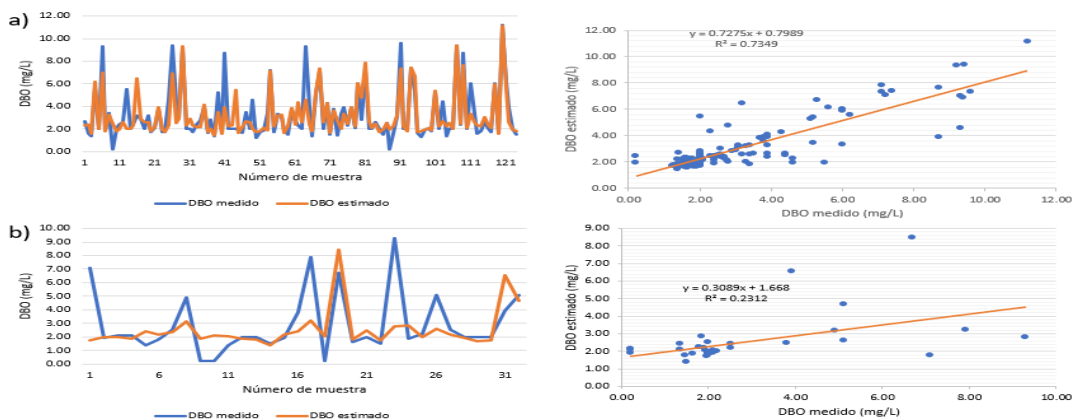 a)
DBO (mg/L)
12.00
10.00
8.00
6.00
4.00
2.00
0.00
1 11 21 31 41 51 61 71 81 91 101 111 121
Número de muestra
DBO medido DBO estimado
y = 0.7275x + 0.7989
R² = 0.7349
DBO estimado (mg/L)
12.00
10.00
8.00
6.00
4.00
2.00
0.00
0.00 2.00 4.00 6.00 8.00 10.00 12.00
DBO medido (mg/L)
b)
DBO (mg/L)
10.00
9.00
8.00
7.00
6.00
5.00
4.00
3.00
2.00
1.00
0.00
1 6 11 16 21 26 31
Número de muestra
DBO medido DBO estimado
y = 0.3089x + 1.668
R² = 0.2312
DBO estimado (mg/L)
9.00
8.00
7.00
6.00
5.00
4.00
3.00
2.00
1.00
0.00
0.00 2.00 4.00 6.00 8.00 10.00
DBO medido (mg/L)